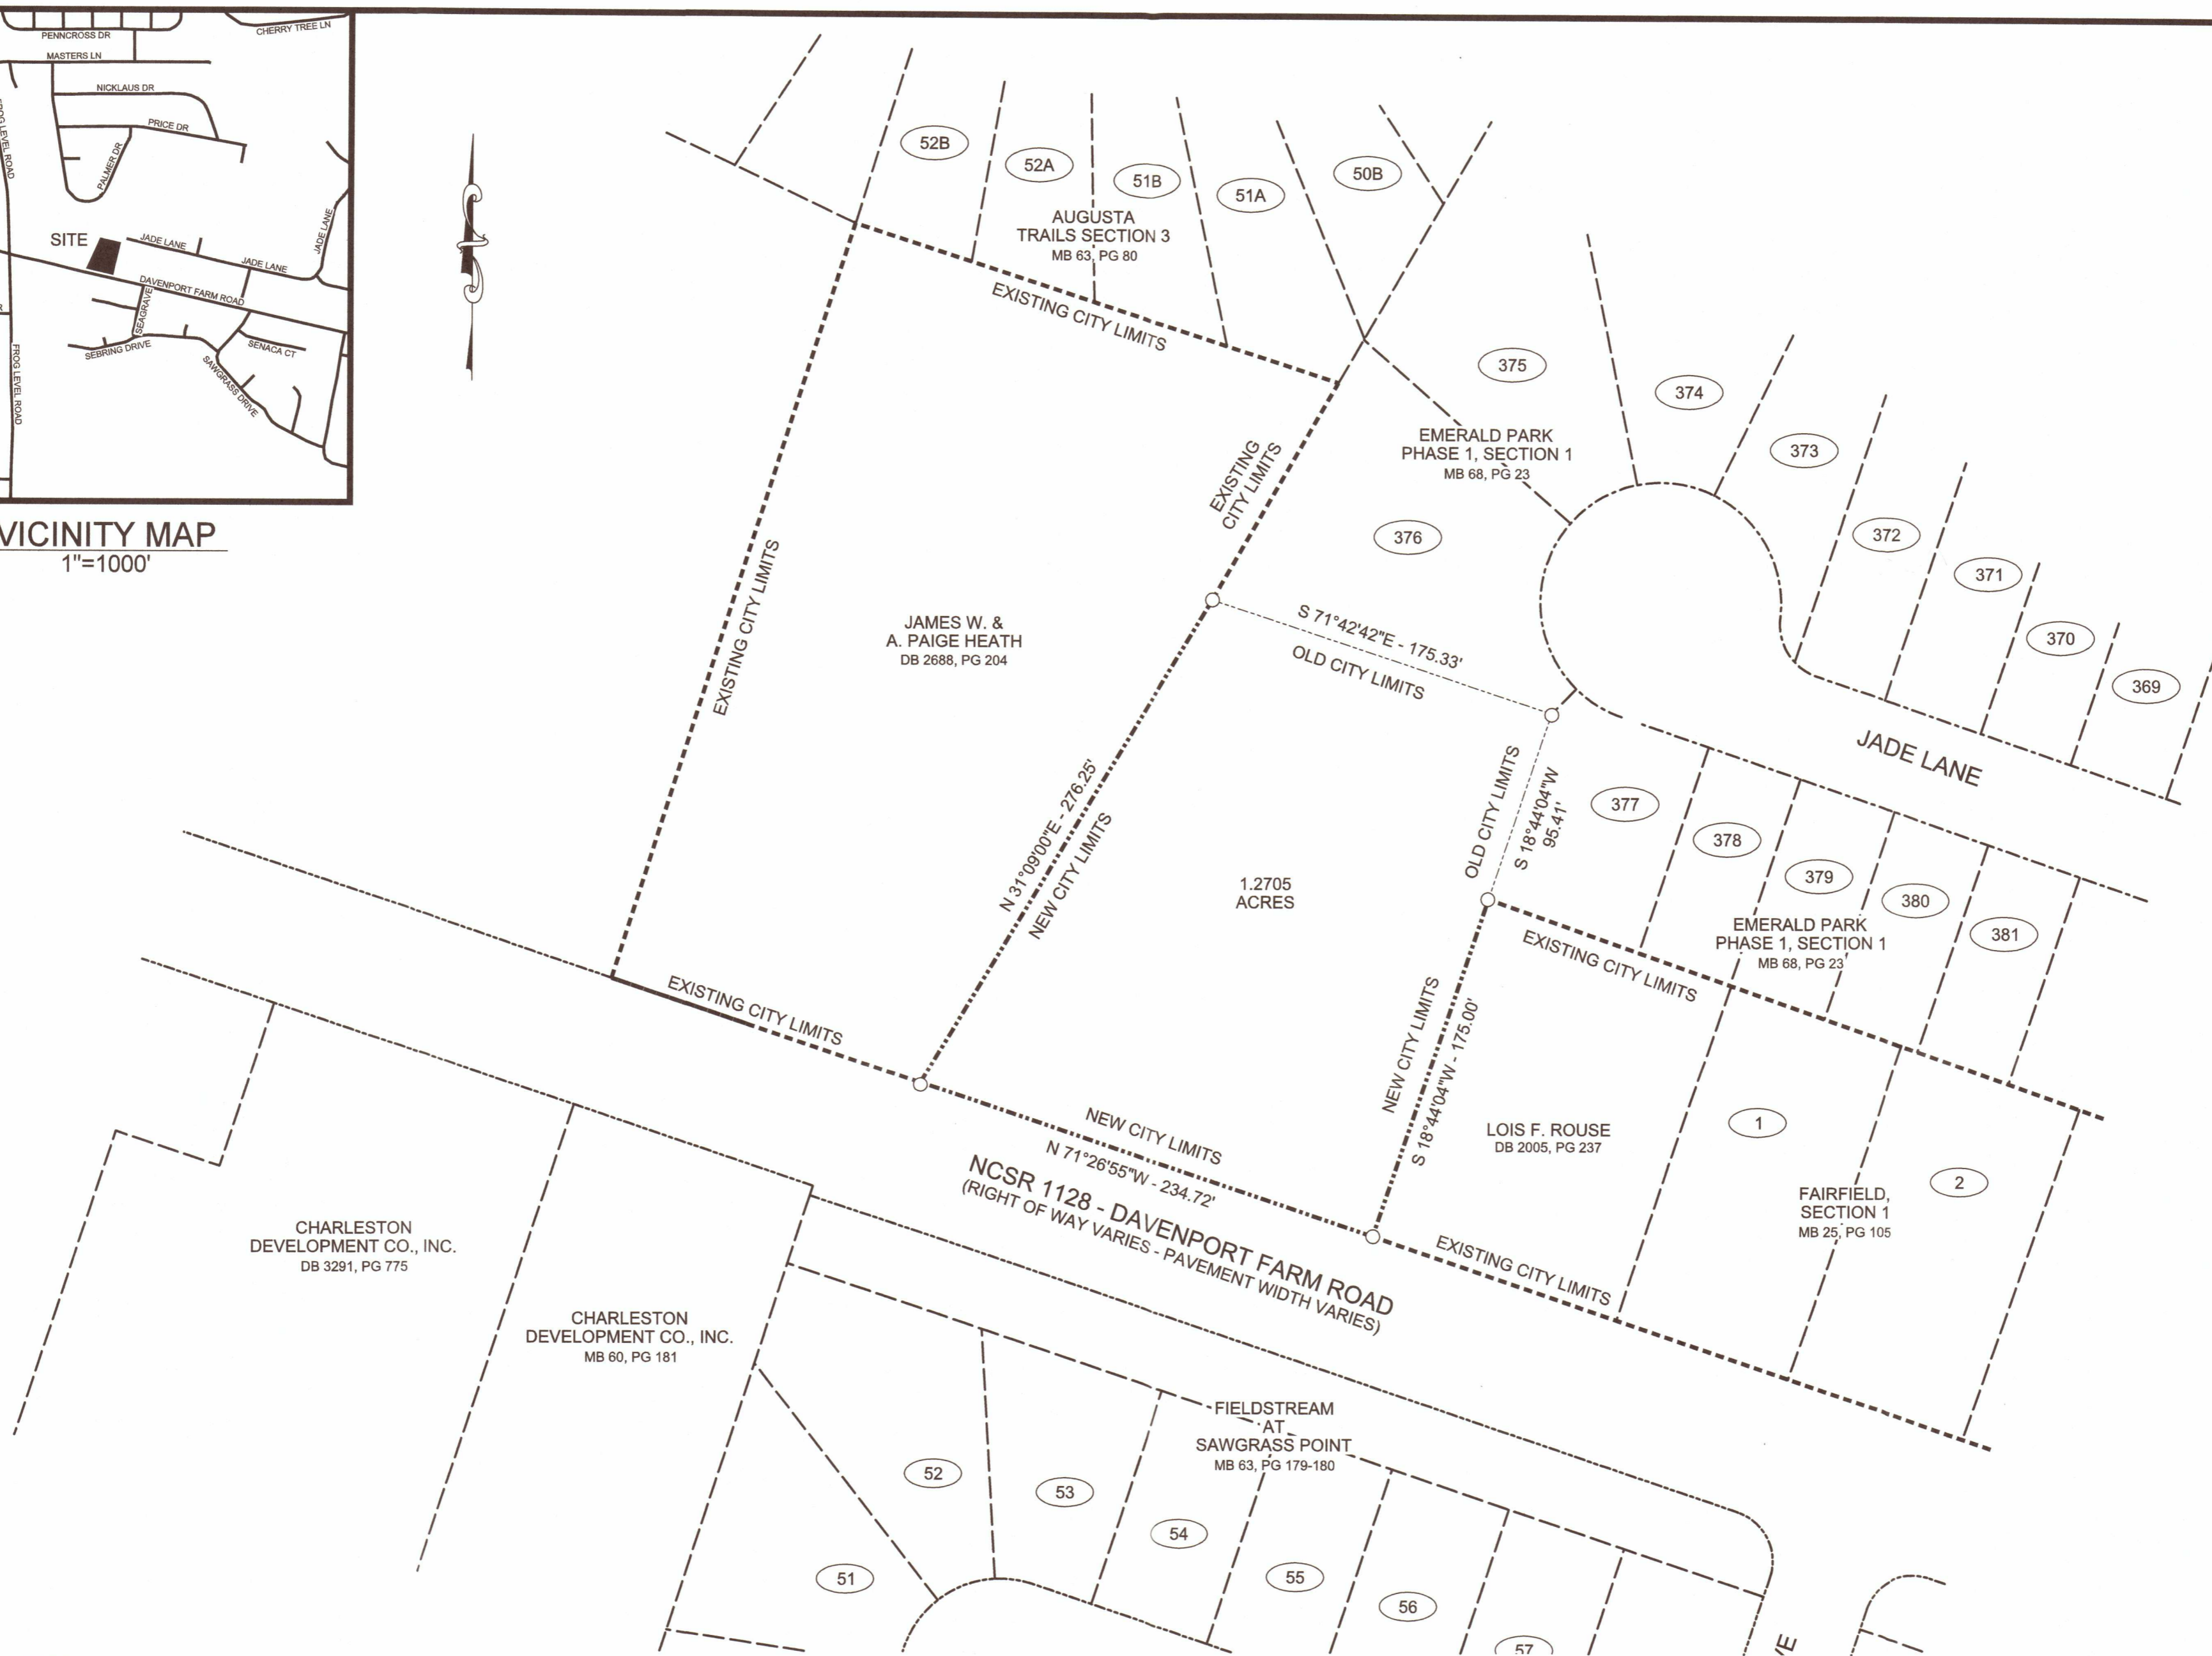 PENNCROSS DR
CHERRY TREE LN
MASTERS LN
NICKLAUS DR
PRICE DR
PALMER DR
FROG LEVEL ROAD
SITE
JADE LANE
JADE LANE
JADE LANE
DAVENPORT FARM ROAD
SEAGRAVE
SEBRING DRIVE
SENACA CT
SAWGRASS DRIVE
FROG LEVEL ROAD
VICINITY MAP
1"=1000'
52B
52A
51B
51A
50B
AUGUSTA
TRAILS SECTION 3
MB 63, PG 80
EXISTING CITY LIMITS
375
374
373
372
371
370
369
EMERALD PARK
PHASE 1, SECTION 1
MB 68, PG 23
376
EXISTING
CITY LIMITS
EXISTING CITY LIMITS
JAMES W. &
A. PAIGE HEATH
DB 2688, PG 204
S 71°42'42"E - 175.33'
OLD CITY LIMITS
JADE LANE
N 31°09'00"E - 276.25'
NEW CITY LIMITS
OLD CITY LIMITS
S 18°44'04"W
95.41'
377
378
379
380
381
1.2705
ACRES
EMERALD PARK
PHASE 1, SECTION 1
MB 68, PG 23
EXISTING CITY LIMITS
EXISTING CITY LIMITS
NEW CITY LIMITS
S 18°44'04"W - 175.00'
NEW CITY LIMITS
N 71°26'55"W - 234.72'
LOIS F. ROUSE
DB 2005, PG 237
1
2
FAIRFIELD,
SECTION 1
MB 25, PG 105
NCSR 1128 - DAVENPORT FARM ROAD
(RIGHT OF WAY VARIES - PAVEMENT WIDTH VARIES)
EXISTING CITY LIMITS
CHARLESTON
DEVELOPMENT CO., INC.
DB 3291, PG 775
CHARLESTON
DEVELOPMENT CO., INC.
MB 60, PG 181
FIELDSTREAM
AT
SAWGRASS POINT
MB 63, PG 179-180
52
53
54
51
55
56
57